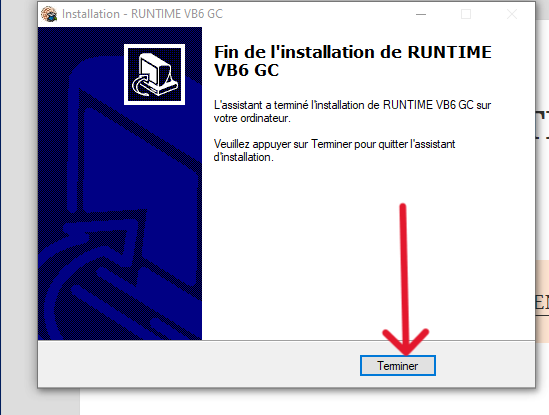 Installation - RUNTIME VB6 GC
Fin de l'installation de RUNTIME
VB6 GC
L'assistant a terminé l'installation de RUNTIME VB6 GC sur
votre ordinateur.
Veuillez appuyer sur Terminer pour quitter l'assistant
d'installation.
Terminer